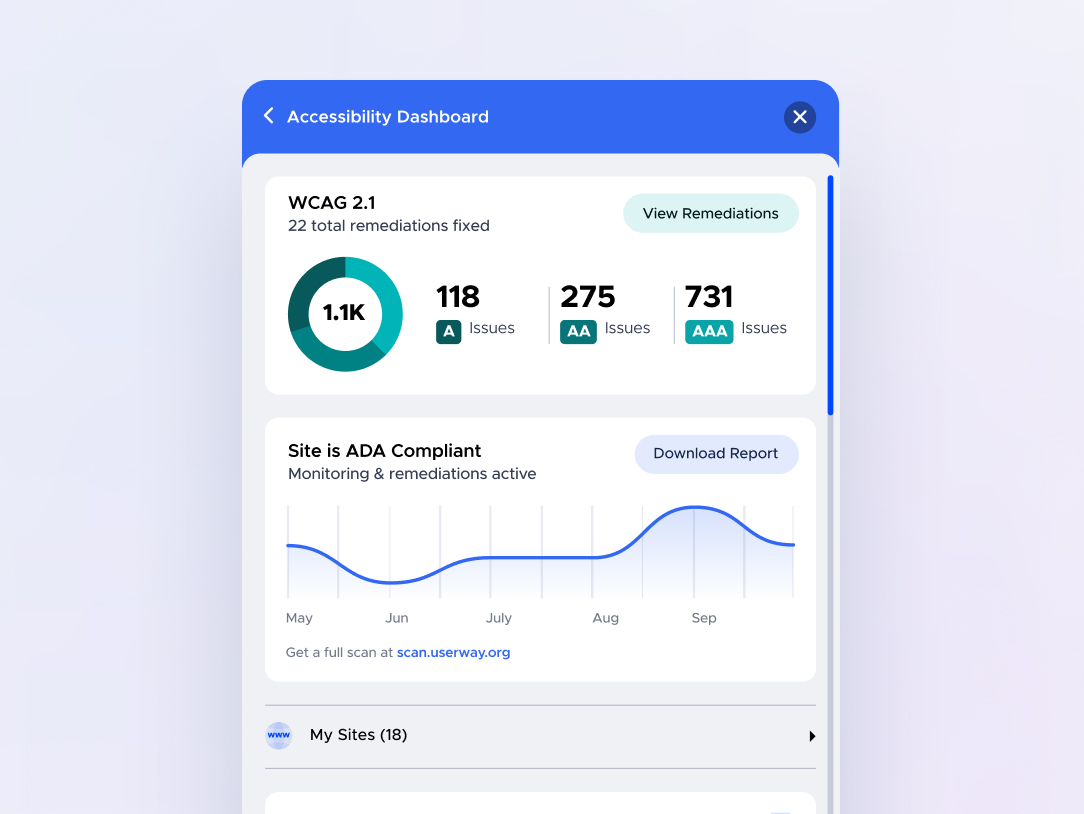 Accessibility Dashboard
WCAG 2.1
22 total remediations fixed
View Remediations
1.1K
118
A Issues
275
AA Issues
731
AAA Issues
Site is ADA Compliant
Monitoring & remediations active
Download Report
May Jun July Aug Sep
Get a full scan at scan.userway.org
www My Sites (18)